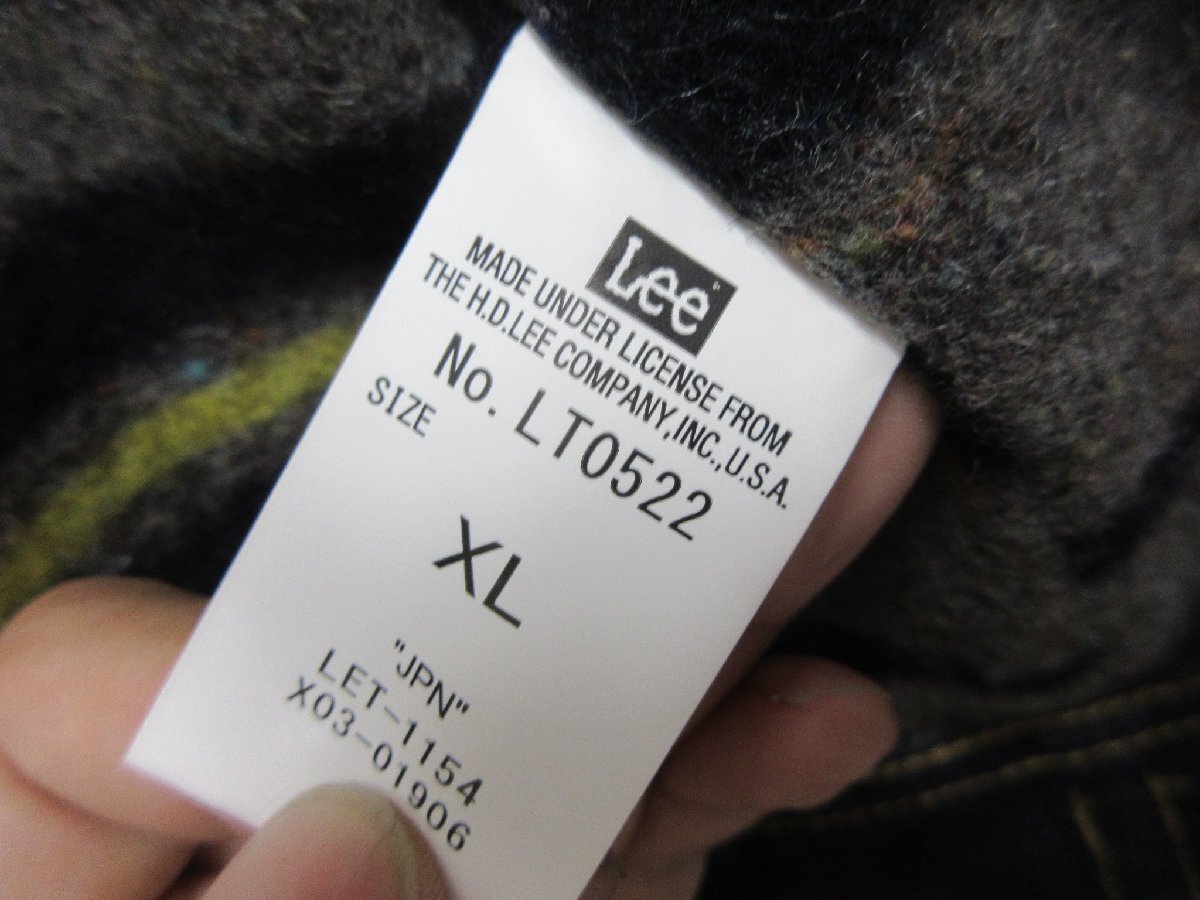 Lee
MADE UNDER LICENSE FROM
THE H.D.LEE COMPANY,INC.,U.S.A.
No. LT0522
SIZE
XL
"JPN"
LET-1154
X03-01906